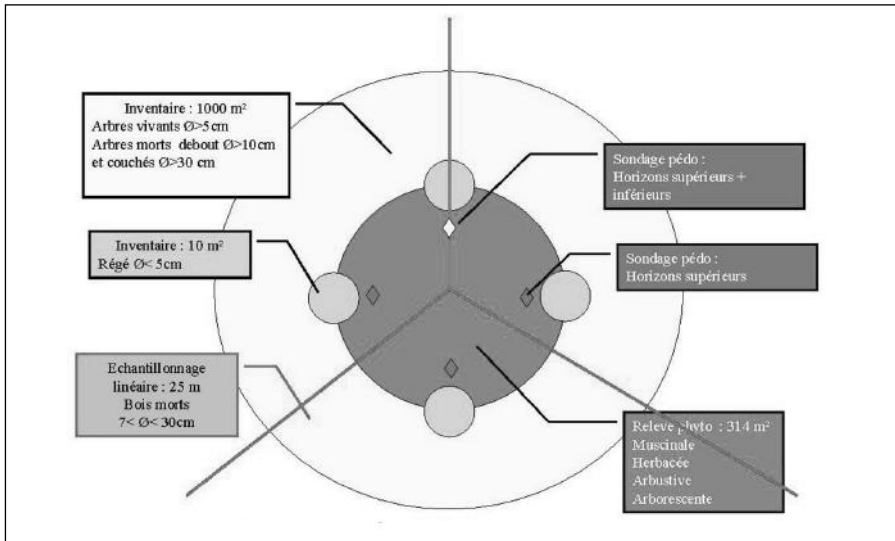 Inventaire : 1000 m²
Arbres vivants Ø>5cm
Arbres morts debout Ø>10cm
et couchés Ø>30 cm
Sondage pédo :
Horizons supérieurs +
inférieurs
Inventaire : 10 m²
Régé Ø< 5cm
Sondage pédo :
Horizons supérieurs
Echantillonnage
linéaire : 25 m
Bois morts
7< Ø< 30cm
Relevé phyto : 314 m²
Muscinale
Herbacée
Arbustive
Arborescente